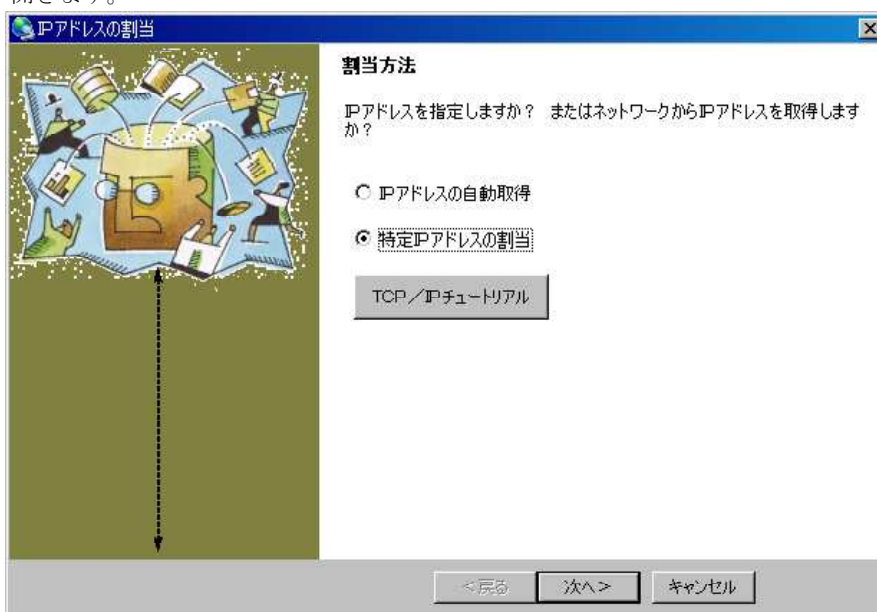 開きます。
IPアドレスの割当
割当方法
IPアドレスを指定しますか？ またはネットワークからIPアドレスを取得します
か？
IPアドレスの自動取得
特定IPアドレスの割当
TCP／IPチュートリアル
<戻る 次へ> キャンセル